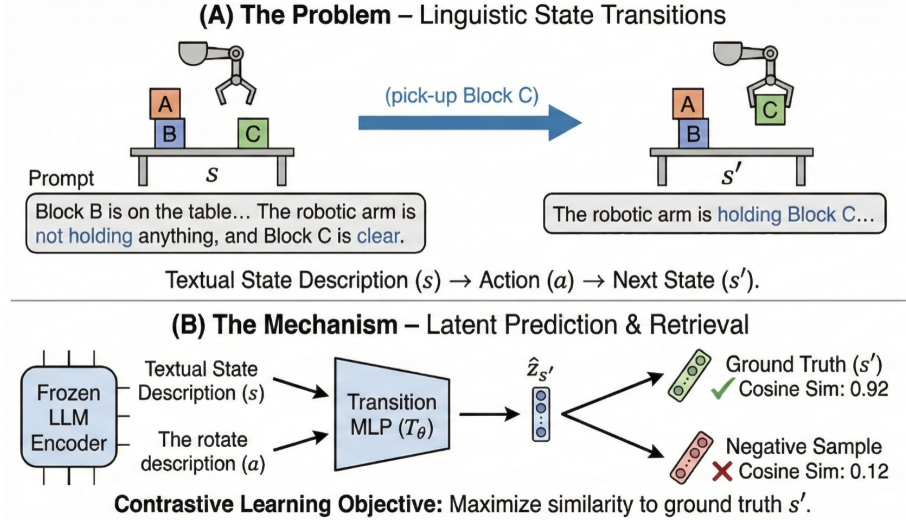 (A) The Problem – Linguistic State Transitions
(pick-up Block C)
A
B
C
s
A
B
C
s′
Prompt
Block B is on the table... The robotic arm is
not holding anything, and Block C is clear.
The robotic arm is holding Block C...
Textual State Description (s) → Action (a) → Next State (s′).
(B) The Mechanism – Latent Prediction & Retrieval
Frozen
LLM
Encoder
Textual State
Description (s)
The rotate
description (a)
Transition
MLP (Tθ)
ẑs′
Ground Truth (s′)
Cosine Sim: 0.92
Negative Sample
Cosine Sim: 0.12
Contrastive Learning Objective: Maximize similarity to ground truth s′.